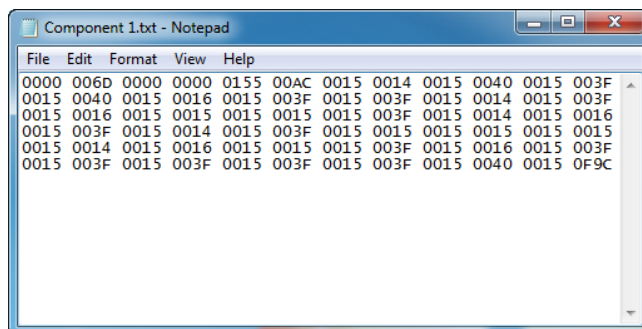 Component 1.txt - Notepad
File Edit Format View Help
0000 006D 0000 0000 0155 00AC 0015 0014 0015 0040 0015 003F
0015 0040 0015 0016 0015 003F 0015 003F 0015 0014 0015 003F
0015 0016 0015 0015 0015 0015 0015 003F 0015 0014 0015 0016
0015 003F 0015 0014 0015 003F 0015 0015 0015 0015 0015 0015
0015 0014 0015 0016 0015 0015 0015 003F 0015 0016 0015 003F
0015 003F 0015 003F 0015 003F 0015 003F 0015 0040 0015 0F9C